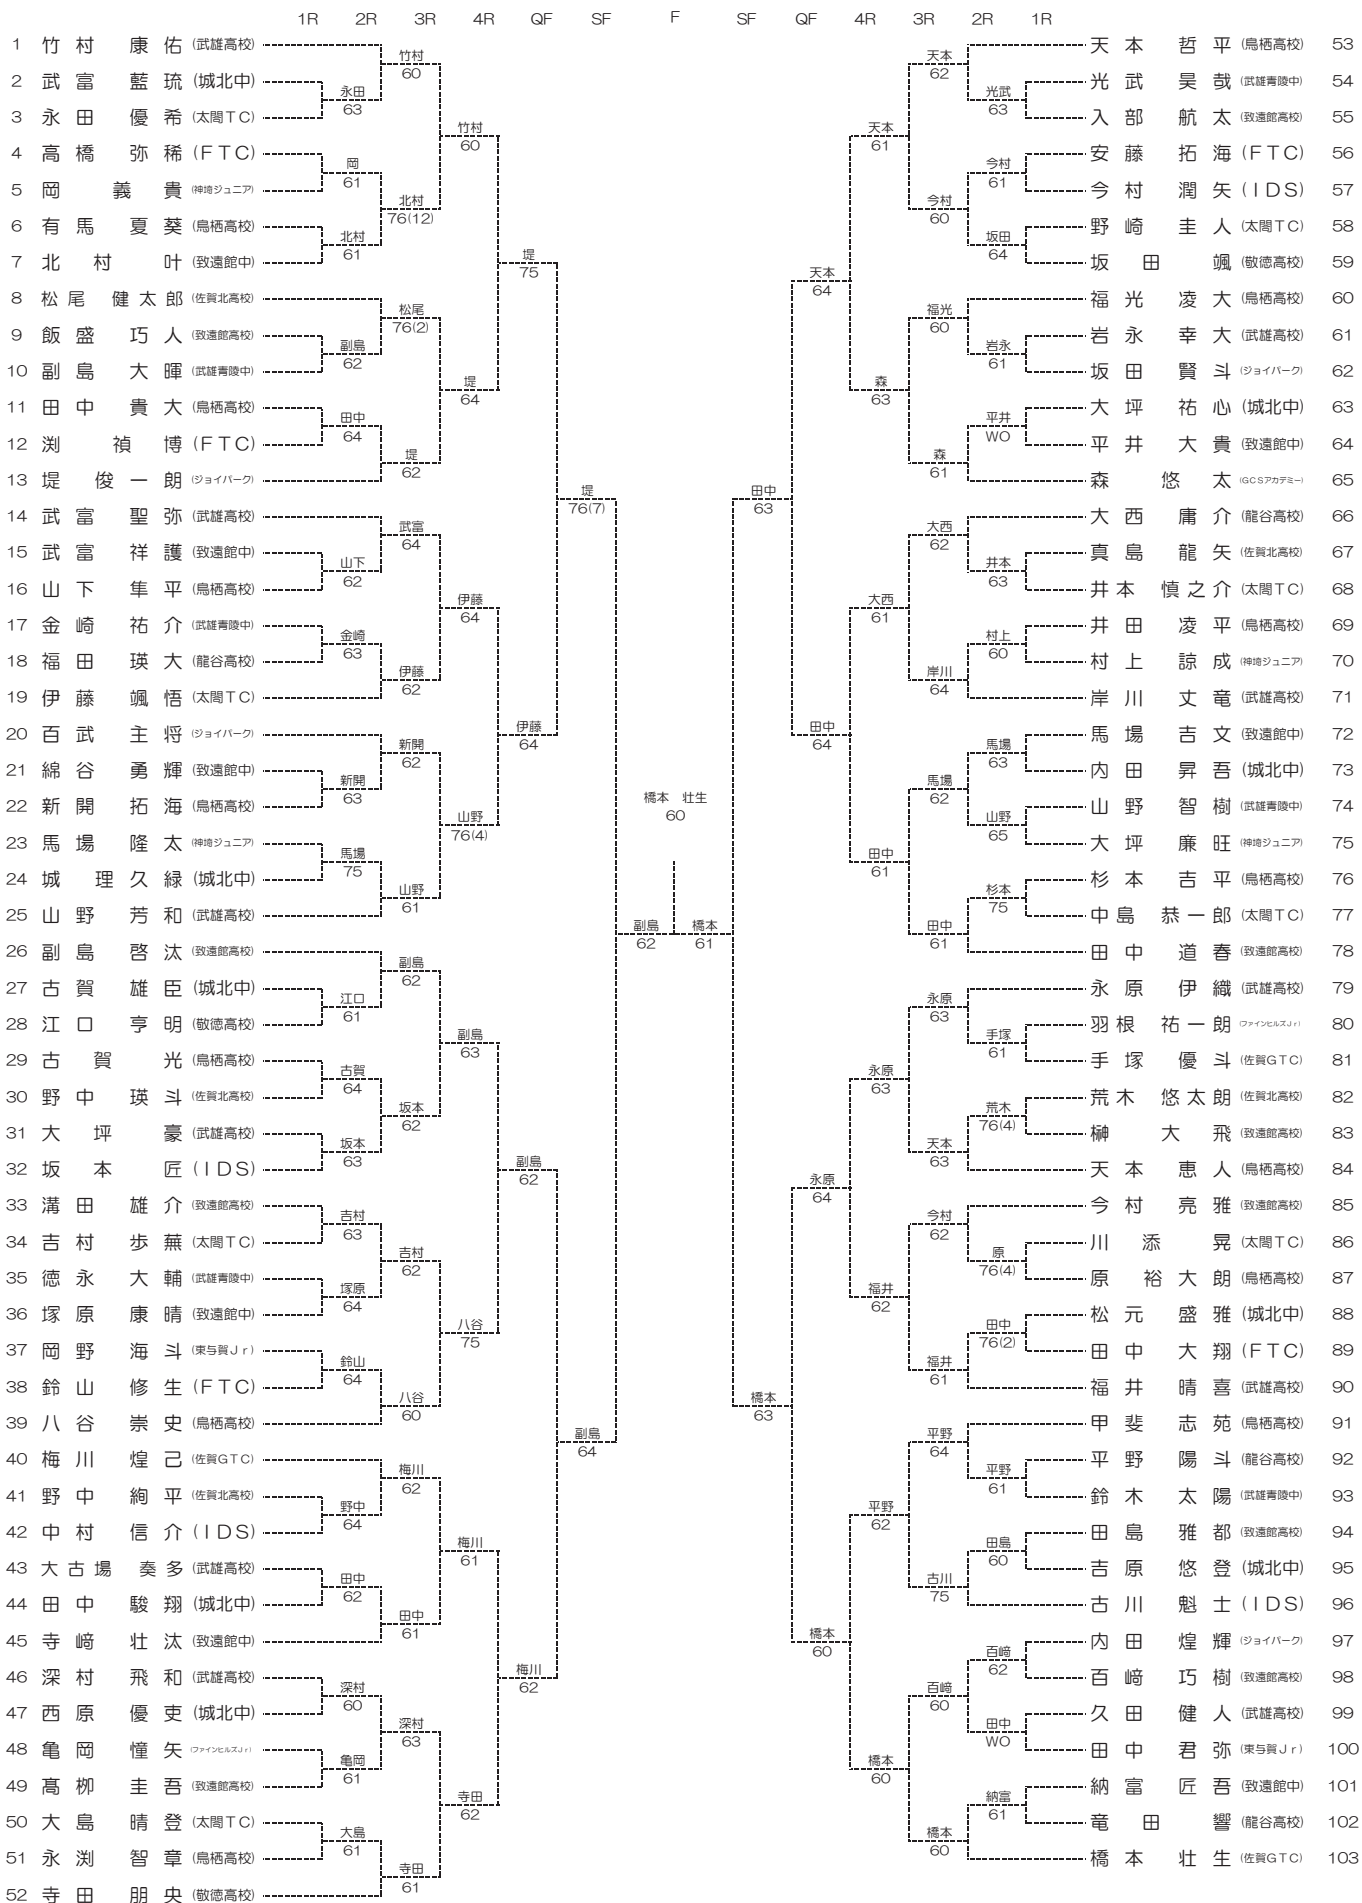 1R 2R 3R 4R QF SF F SF QF 4R 3R 2R 1R
1 竹村 康佑 (武雄高校)
2 武富 藍琉 (城北中)
3 永田 優希 (太閤TC)
4 高橋 弥稀 (FTC)
5 岡 義貴 (神埼ジュニア)
6 有馬 夏葵 (鳥栖高校)
7 北村 叶 (致遠館中)
8 松尾 健太郎 (佐賀北高校)
9 飯盛 巧人 (致遠館高校)
10 副島 大暉 (武雄青陵中)
11 田中 貴大 (鳥栖高校)
12 渕 禎博 (FTC)
13 堤 俊一朗 (ジョイパーク)
14 武富 聖弥 (武雄高校)
15 武富 祥護 (致遠館中)
16 山下 隼平 (鳥栖高校)
17 金崎 祐介 (武雄青陵中)
18 福田 瑛大 (龍谷高校)
19 伊藤 颯悟 (太閤TC)
20 百武 主将 (ジョイパーク)
21 綿谷 勇輝 (致遠館中)
22 新開 拓海 (鳥栖高校)
23 馬場 隆太 (神埼ジュニア)
24 城 理久緑 (城北中)
25 山野 芳和 (武雄高校)
26 副島 啓汰 (致遠館高校)
27 古賀 雄臣 (城北中)
28 江口 亨明 (敬徳高校)
29 古賀 光 (鳥栖高校)
30 野中 瑛斗 (佐賀北高校)
31 大坪 豪 (武雄高校)
32 坂本 匠 (IDS)
33 溝田 雄介 (致遠館高校)
34 吉村 歩蕪 (太閤TC)
35 徳永 大輔 (武雄青陵中)
36 塚原 康晴 (致遠館中)
37 岡野 海斗 (東与賀Jr)
38 鈴山 修生 (FTC)
39 八谷 崇史 (鳥栖高校)
40 梅川 煌己 (佐賀GTC)
41 野中 絢平 (佐賀北高校)
42 中村 信介 (IDS)
43 大古場 奏多 (武雄高校)
44 田中 駿翔 (城北中)
45 寺﨑 壮汰 (致遠館中)
46 深村 飛和 (武雄高校)
47 西原 優吏 (城北中)
48 亀岡 憧矢 (ファインヒルズJr)
49 髙栁 圭吾 (致遠館高校)
50 大島 晴登 (太閤TC)
51 永渕 智章 (鳥栖高校)
52 寺田 朋央 (敬徳高校)
永田 63
岡 61
北村 61
副島 62
田中 64
山下 62
金崎 63
新開 63
馬場 75
江口 61
古賀 64
坂本 63
吉村 63
塚原 64
鈴山 64
野中 64
田中 62
深村 60
亀岡 61
大島 61
竹村 60
北村 76(12)
松尾 76(2)
堤 62
武富 64
伊藤 62
新開 62
山野 61
副島 62
坂本 62
吉村 62
八谷 60
梅川 62
田中 61
深村 63
寺田 61
竹村 60
堤 64
伊藤 64
山野 76(4)
副島 63
八谷 75
梅川 61
寺田 62
堤 75
伊藤 64
副島 62
梅川 62
堤 76(7)
副島 64
副島 62
橋本 壮生
60
橋本 61
田中 63
橋本 63
天本 64
田中 64
永原 64
橋本 60
天本 61
森 63
大西 61
田中 61
永原 63
福井 62
平野 62
橋本 60
天本 62
今村 60
福光 60
森 61
大西 62
岸川 64
馬場 62
田中 61
永原 63
天本 63
今村 62
福井 61
平野 64
古川 75
百﨑 60
橋本 60
光武 63
今村 61
坂田 64
岩永 61
平井 WO
井本 63
村上 60
馬場 63
山野 65
杉本 75
手塚 61
荒木 76(4)
原 76(4)
田中 76(2)
平野 61
田島 60
百﨑 62
田中 WO
納富 61
天本 哲平 (鳥栖高校) 53
光武 昊哉 (武雄青陵中) 54
入部 航太 (致遠館高校) 55
安藤 拓海 (FTC) 56
今村 潤矢 (IDS) 57
野崎 圭人 (太閤TC) 58
坂田 颯 (敬徳高校) 59
福光 凌大 (鳥栖高校) 60
岩永 幸大 (武雄高校) 61
坂田 賢斗 (ジョイパーク) 62
大坪 祐心 (城北中) 63
平井 大貴 (致遠館中) 64
森 悠太 (GCSアカデミー) 65
大西 庸介 (龍谷高校) 66
真島 龍矢 (佐賀北高校) 67
井本 慎之介 (太閤TC) 68
井田 凌平 (鳥栖高校) 69
村上 諒成 (神埼ジュニア) 70
岸川 丈竜 (武雄高校) 71
馬場 吉文 (致遠館中) 72
内田 昇吾 (城北中) 73
山野 智樹 (武雄青陵中) 74
大坪 廉旺 (神埼ジュニア) 75
杉本 吉平 (鳥栖高校) 76
中島 恭一郎 (太閤TC) 77
田中 道春 (致遠館高校) 78
永原 伊織 (武雄高校) 79
羽根 祐一朗 (ファインヒルズJr) 80
手塚 優斗 (佐賀GTC) 81
荒木 悠太朗 (佐賀北高校) 82
榊 大飛 (致遠館高校) 83
天本 恵人 (鳥栖高校) 84
今村 亮雅 (致遠館高校) 85
川添 晃 (太閤TC) 86
原 裕大朗 (鳥栖高校) 87
松元 盛雅 (城北中) 88
田中 大翔 (FTC) 89
福井 晴喜 (武雄高校) 90
甲斐 志苑 (鳥栖高校) 91
平野 陽斗 (龍谷高校) 92
鈴木 太陽 (武雄青陵中) 93
田島 雅都 (致遠館高校) 94
吉原 悠登 (城北中) 95
古川 魁士 (IDS) 96
内田 煌輝 (ジョイパーク) 97
百﨑 巧樹 (致遠館高校) 98
久田 健人 (武雄高校) 99
田中 君弥 (東与賀Jr) 100
納富 匠吾 (致遠館中) 101
竜田 響 (龍谷高校) 102
橋本 壮生 (佐賀GTC) 103